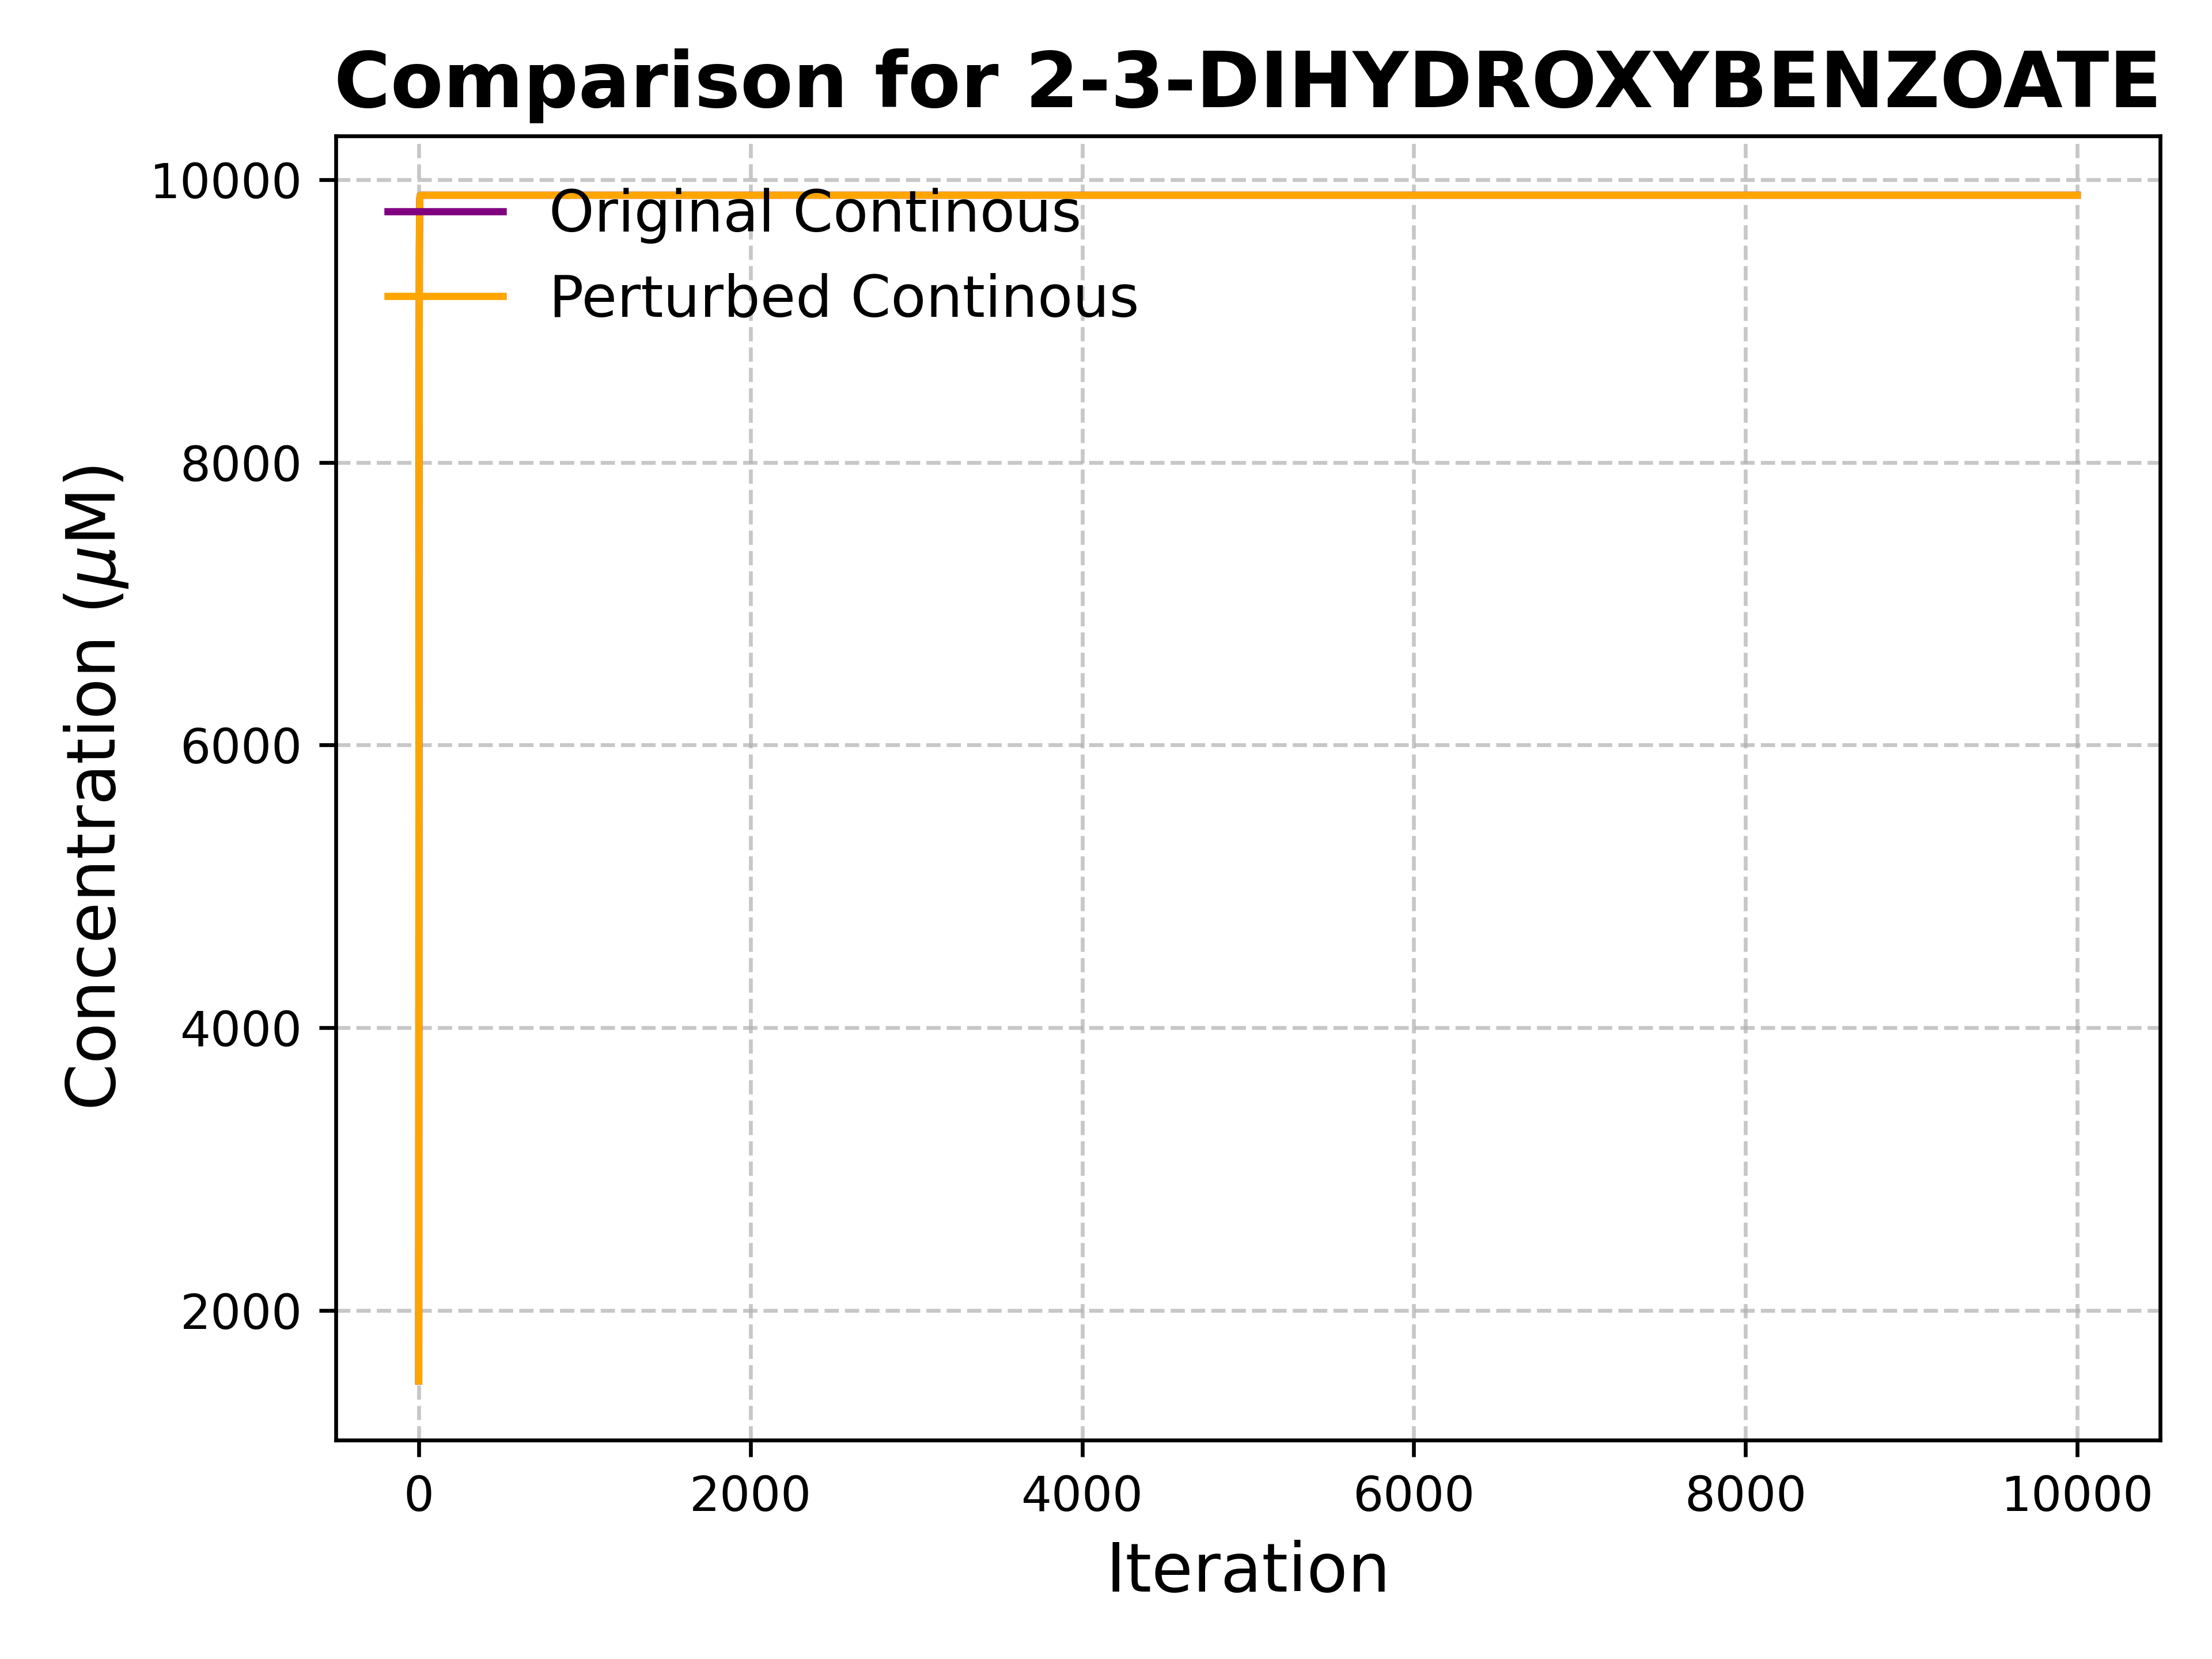 Comparison for 2-3-DIHYDROXYBENZOATE
10000
8000
6000
4000
2000
Concentration (μM)
Original Continous
Perturbed Continous
0 2000 4000 6000 8000 10000
Iteration